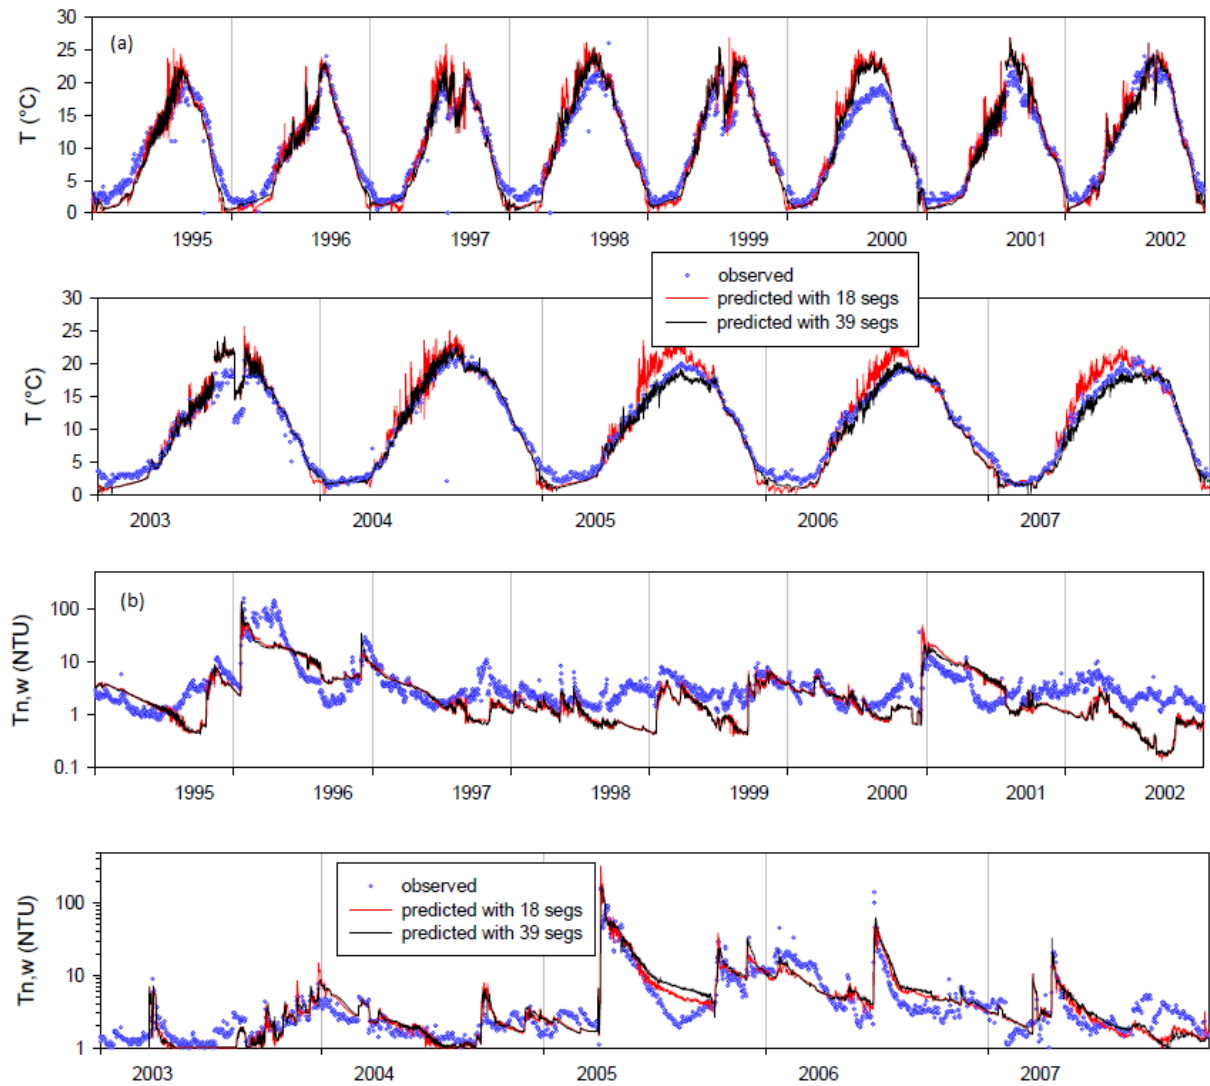 (a)
T (°C)
30
25
20
15
10
5
0
1995 1996 1997 1998 1999 2000 2001 2002
observed
predicted with 18 segs
predicted with 39 segs
T (°C)
30
25
20
15
10
5
0
2003 2004 2005 2006 2007
(b)
Tn,w (NTU)
100
10
1
0.1
1995 1996 1997 1998 1999 2000 2001 2002
observed
predicted with 18 segs
predicted with 39 segs
Tn,w (NTU)
100
10
1
2003 2004 2005 2006 2007